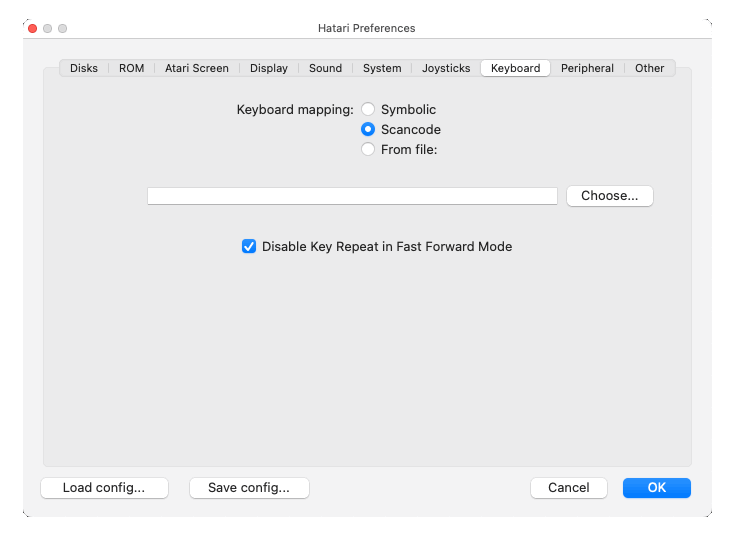 Hatari Preferences
Disks ROM Atari Screen Display Sound System Joysticks Keyboard Peripheral Other
Keyboard mapping: Symbolic
Scancode
From file:
Choose...
Disable Key Repeat in Fast Forward Mode
Load config... Save config... Cancel OK